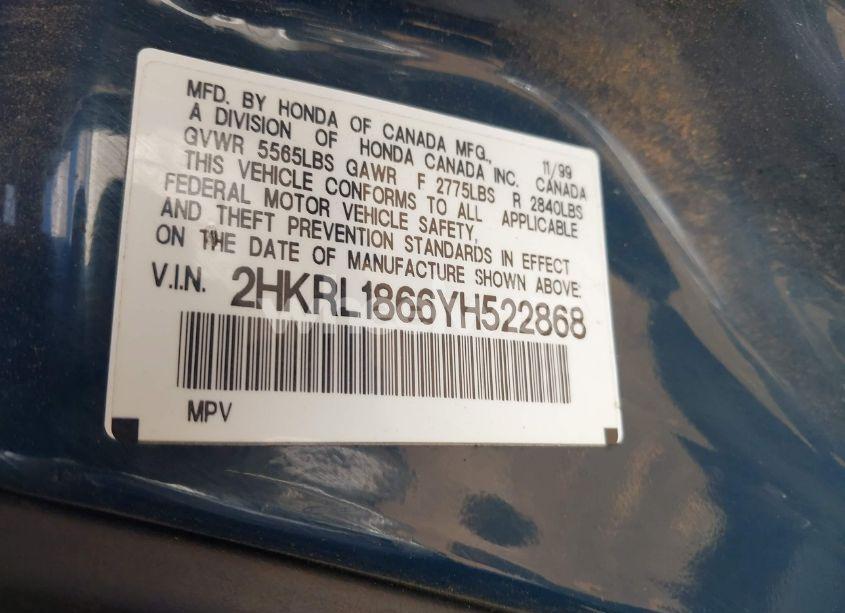 MFD. BY HONDA OF CANADA MFG., 11/99
A DIVISION OF HONDA CANADA INC. CANADA
GVWR 5565LBS GAWR F 2775LBS R 2840LBS
THIS VEHICLE CONFORMS TO ALL APPLICABLE
FEDERAL MOTOR VEHICLE SAFETY,
AND THEFT PREVENTION STANDARDS IN EFFECT
ON THE DATE OF MANUFACTURE SHOWN ABOVE.
V.I.N. 2HKRL1866YH522868
MPV